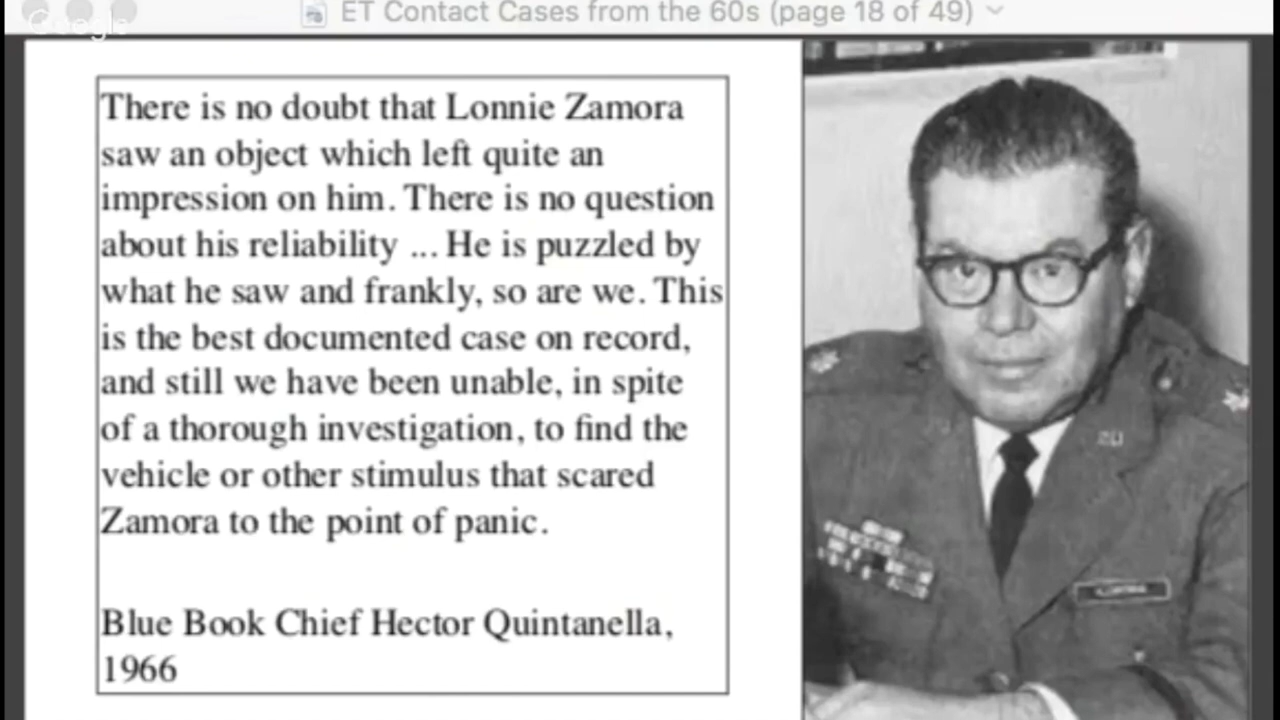 ET Contact Cases from the 60s (page 18 of 49)
Google
There is no doubt that Lonnie Zamora
saw an object which left quite an
impression on him. There is no question
about his reliability ... He is puzzled by
what he saw and frankly, so are we. This
is the best documented case on record,
and still we have been unable, in spite
of a thorough investigation, to find the
vehicle or other stimulus that scared
Zamora to the point of panic.
Blue Book Chief Hector Quintanella,
1966